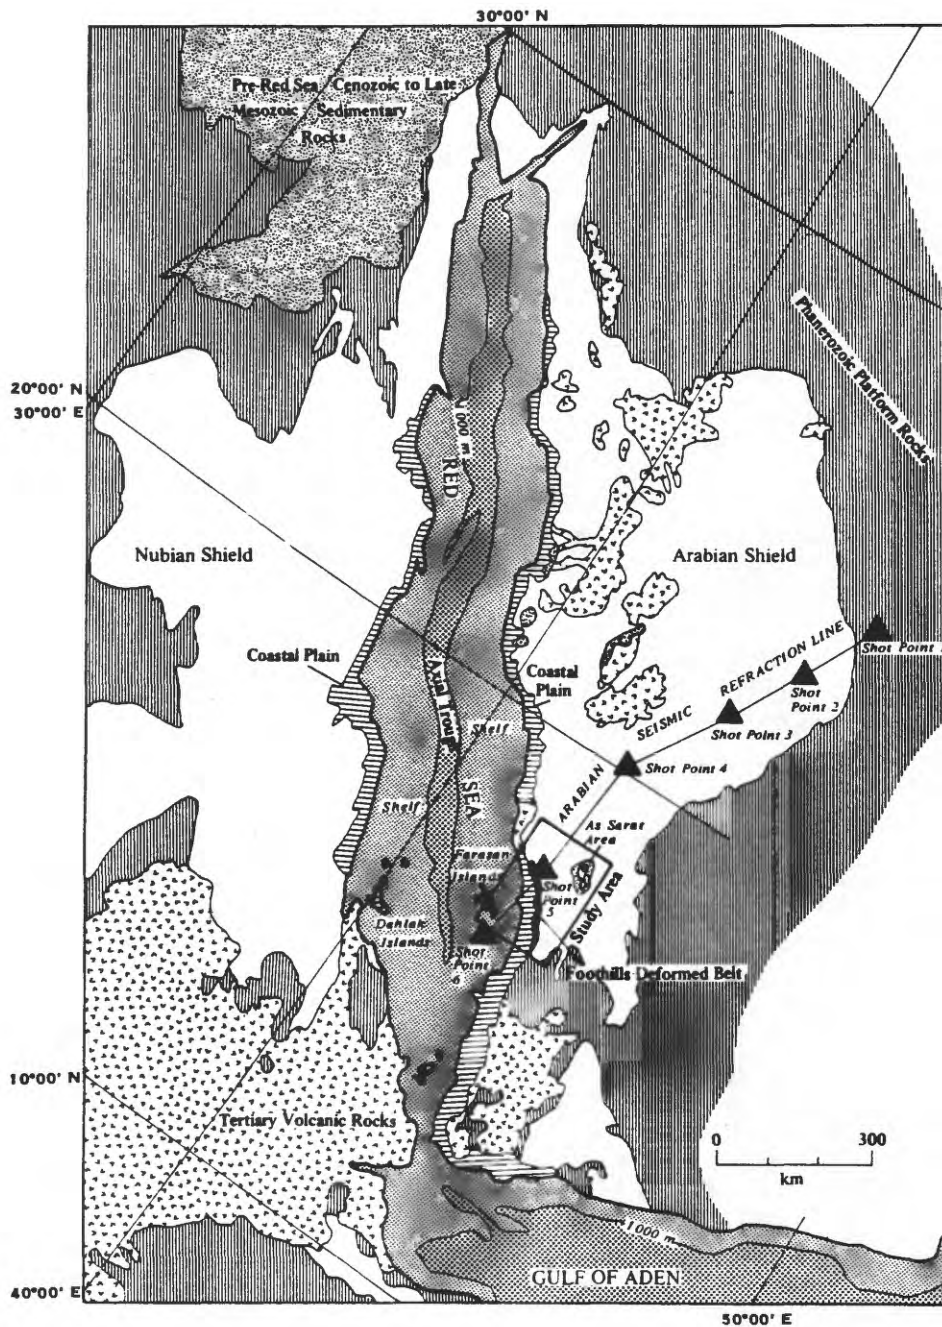 30°00' N
Pre-Red Sea Cenozoic to Late
Mesozoic Sedimentary
Rocks
Phanerozoic Platform Rocks
20°00' N
30°00' E
1000 m
RED
SEA
Nubian Shield
Arabian Shield
Coastal Plain
Axial Trough
Coastal
Plain
Shelf
Shelf
ARABIAN SEISMIC REFRACTION LINE
Shot Point 1
Shot
Point 2
Shot Point 3
Shot Point 4
As Sarat
Area
Farasan
Islands
Shot
Point
5
Study Area
Dahlak
Islands
Shot
Point
6
Foothills Deformed Belt
10°00' N
Tertiary Volcanic Rocks
0 300
km
1000 m
GULF OF ADEN
40°00' E
50°00' E